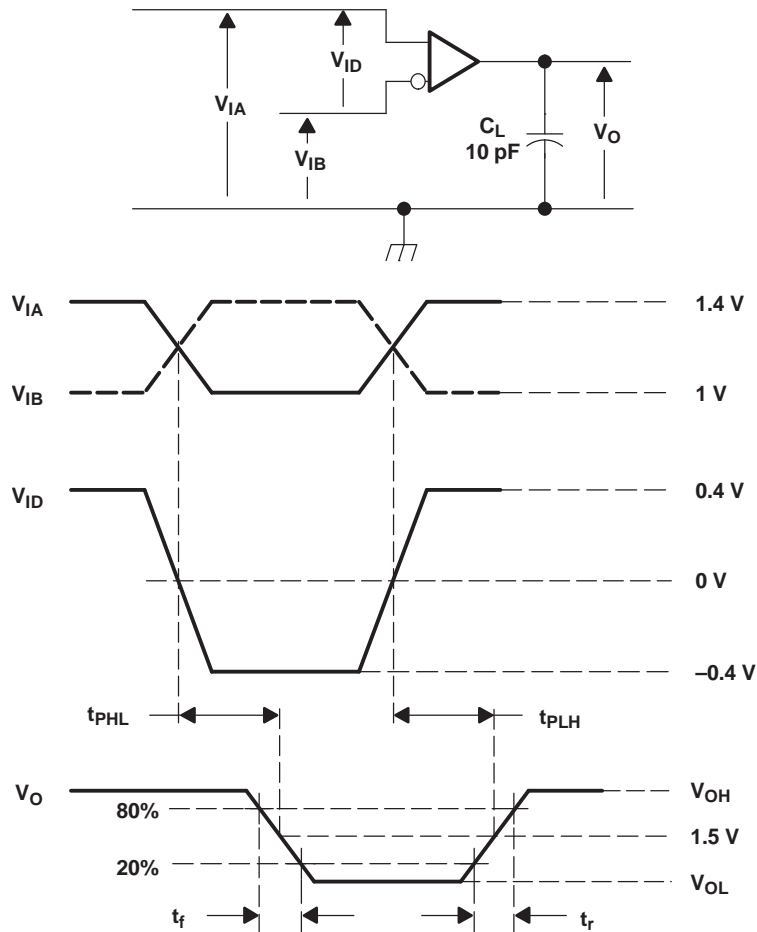 VID
VIA
VIB
CL
10 pF
VO
VIA
1.4 V
VIB
1 V
VID
0.4 V
0 V
–0.4 V
tPHL
tPLH
VO
VOH
80%
1.5 V
20%
VOL
tf
tr